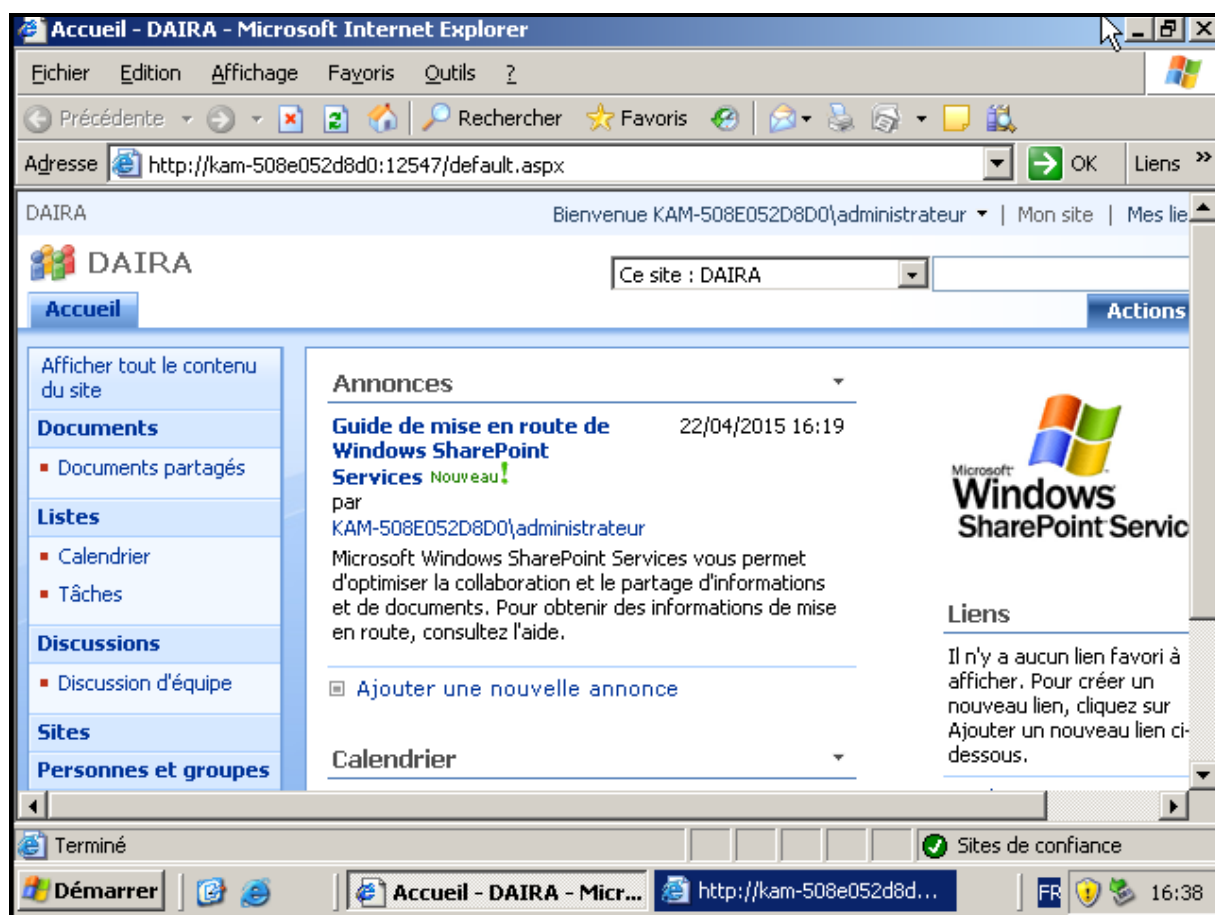 Accueil - DAIRA - Microsoft Internet Explorer
Fichier Edition Affichage Favoris Outils ?
Précédente Rechercher Favoris
Adresse http://kam-508e052d8d0:12547/default.aspx OK Liens »
DAIRA Bienvenue KAM-508E052D8D0\administrateur | Mon site | Mes lie
DAIRA
Ce site : DAIRA
Accueil Actions
Afficher tout le contenu
du site
Documents
Documents partagés
Listes
Calendrier
Tâches
Discussions
Discussion d'équipe
Sites
Personnes et groupes
Annonces
Guide de mise en route de 22/04/2015 16:19
Windows SharePoint
Services Nouveau!
par
KAM-508E052D8D0\administrateur
Microsoft Windows SharePoint Services vous permet
d'optimiser la collaboration et le partage d'informations
et de documents. Pour obtenir des informations de mise
en route, consultez l'aide.
Ajouter une nouvelle annonce
Calendrier
Microsoft
Windows
SharePoint Servic
Liens
Il n'y a aucun lien favori à
afficher. Pour créer un
nouveau lien, cliquez sur
Ajouter un nouveau lien ci-
dessous.
Terminé Sites de confiance
Démarrer Accueil - DAIRA - Micr... http://kam-508e052d8d... FR 16:38